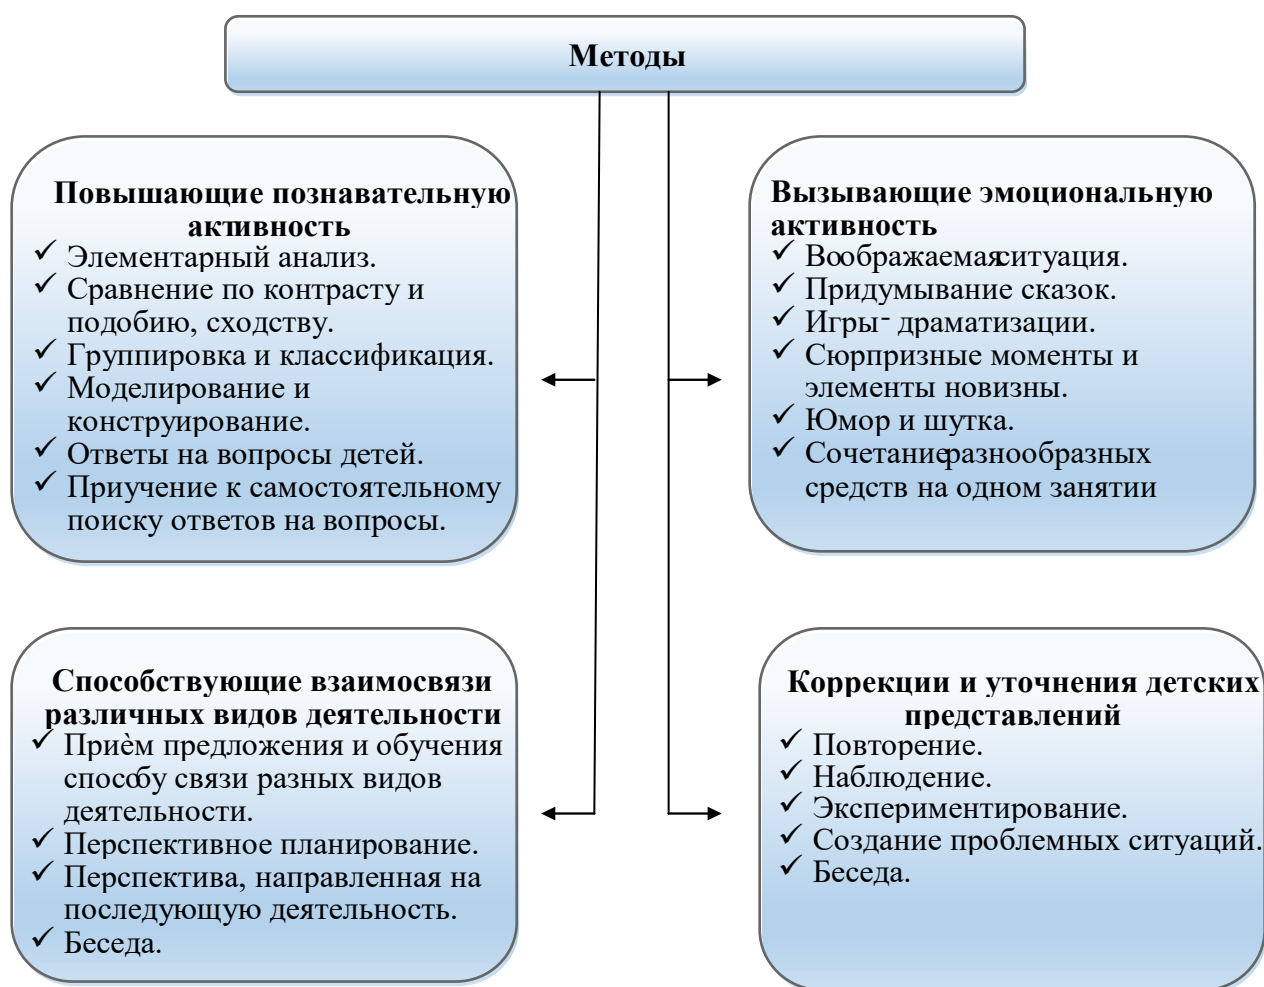 Методы
Повышающие познавательную
активность
✓ Элементарный анализ.
✓ Сравнение по контрасту и
подобию, сходству.
✓ Группировка и классификация.
✓ Моделирование и
конструирование.
✓ Ответы на вопросы детей.
✓ Приучение к самостоятельному
поиску ответов на вопросы.
Вызывающие эмоциональную
активность
✓ Воображаемая ситуация.
✓ Придумывание сказок.
✓ Игры- драматизации.
✓ Сюрпризные моменты и
элементы новизны.
✓ Юмор и шутка.
✓ Сочетание разнообразных
средств на одном занятии
Способствующие взаимосвязи
различных видов деятельности
✓ Приѐм предложения и обучения
способу связи разных видов
деятельности.
✓ Перспективное планирование.
✓ Перспектива, направленная на
последующую деятельность.
✓ Беседа.
Коррекции и уточнения детских
представлений
✓ Повторение.
✓ Наблюдение.
✓ Экспериментирование.
✓ Создание проблемных ситуаций.
✓ Беседа.